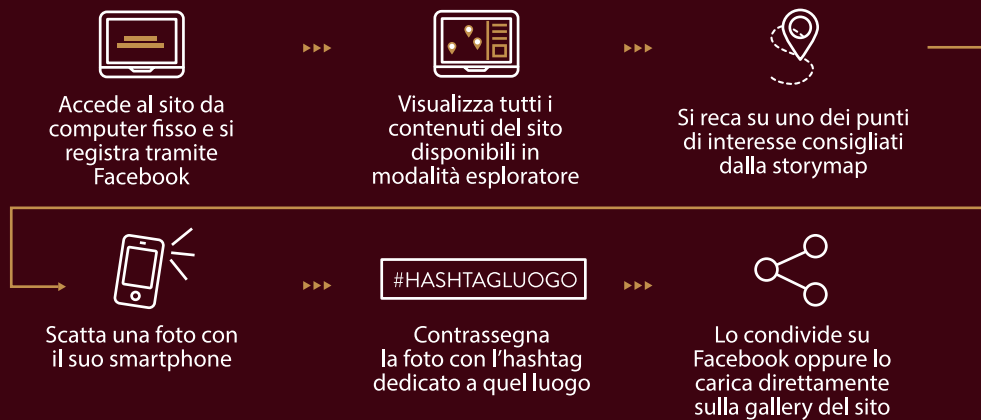 Accede al sito da
computer fisso e si
registra tramite
Facebook
Visualizza tutti i
contenuti del sito
disponibili in
modalità esploratore
Si reca su uno dei punti
di interesse consigliati
dalla storymap
Scatta una foto con
il suo smartphone
#HASHTAGLUOGO
Contrassegna
la foto con l’hashtag
dedicato a quel luogo
Lo condivide su
Facebook oppure lo
carica direttamente
sulla gallery del sito